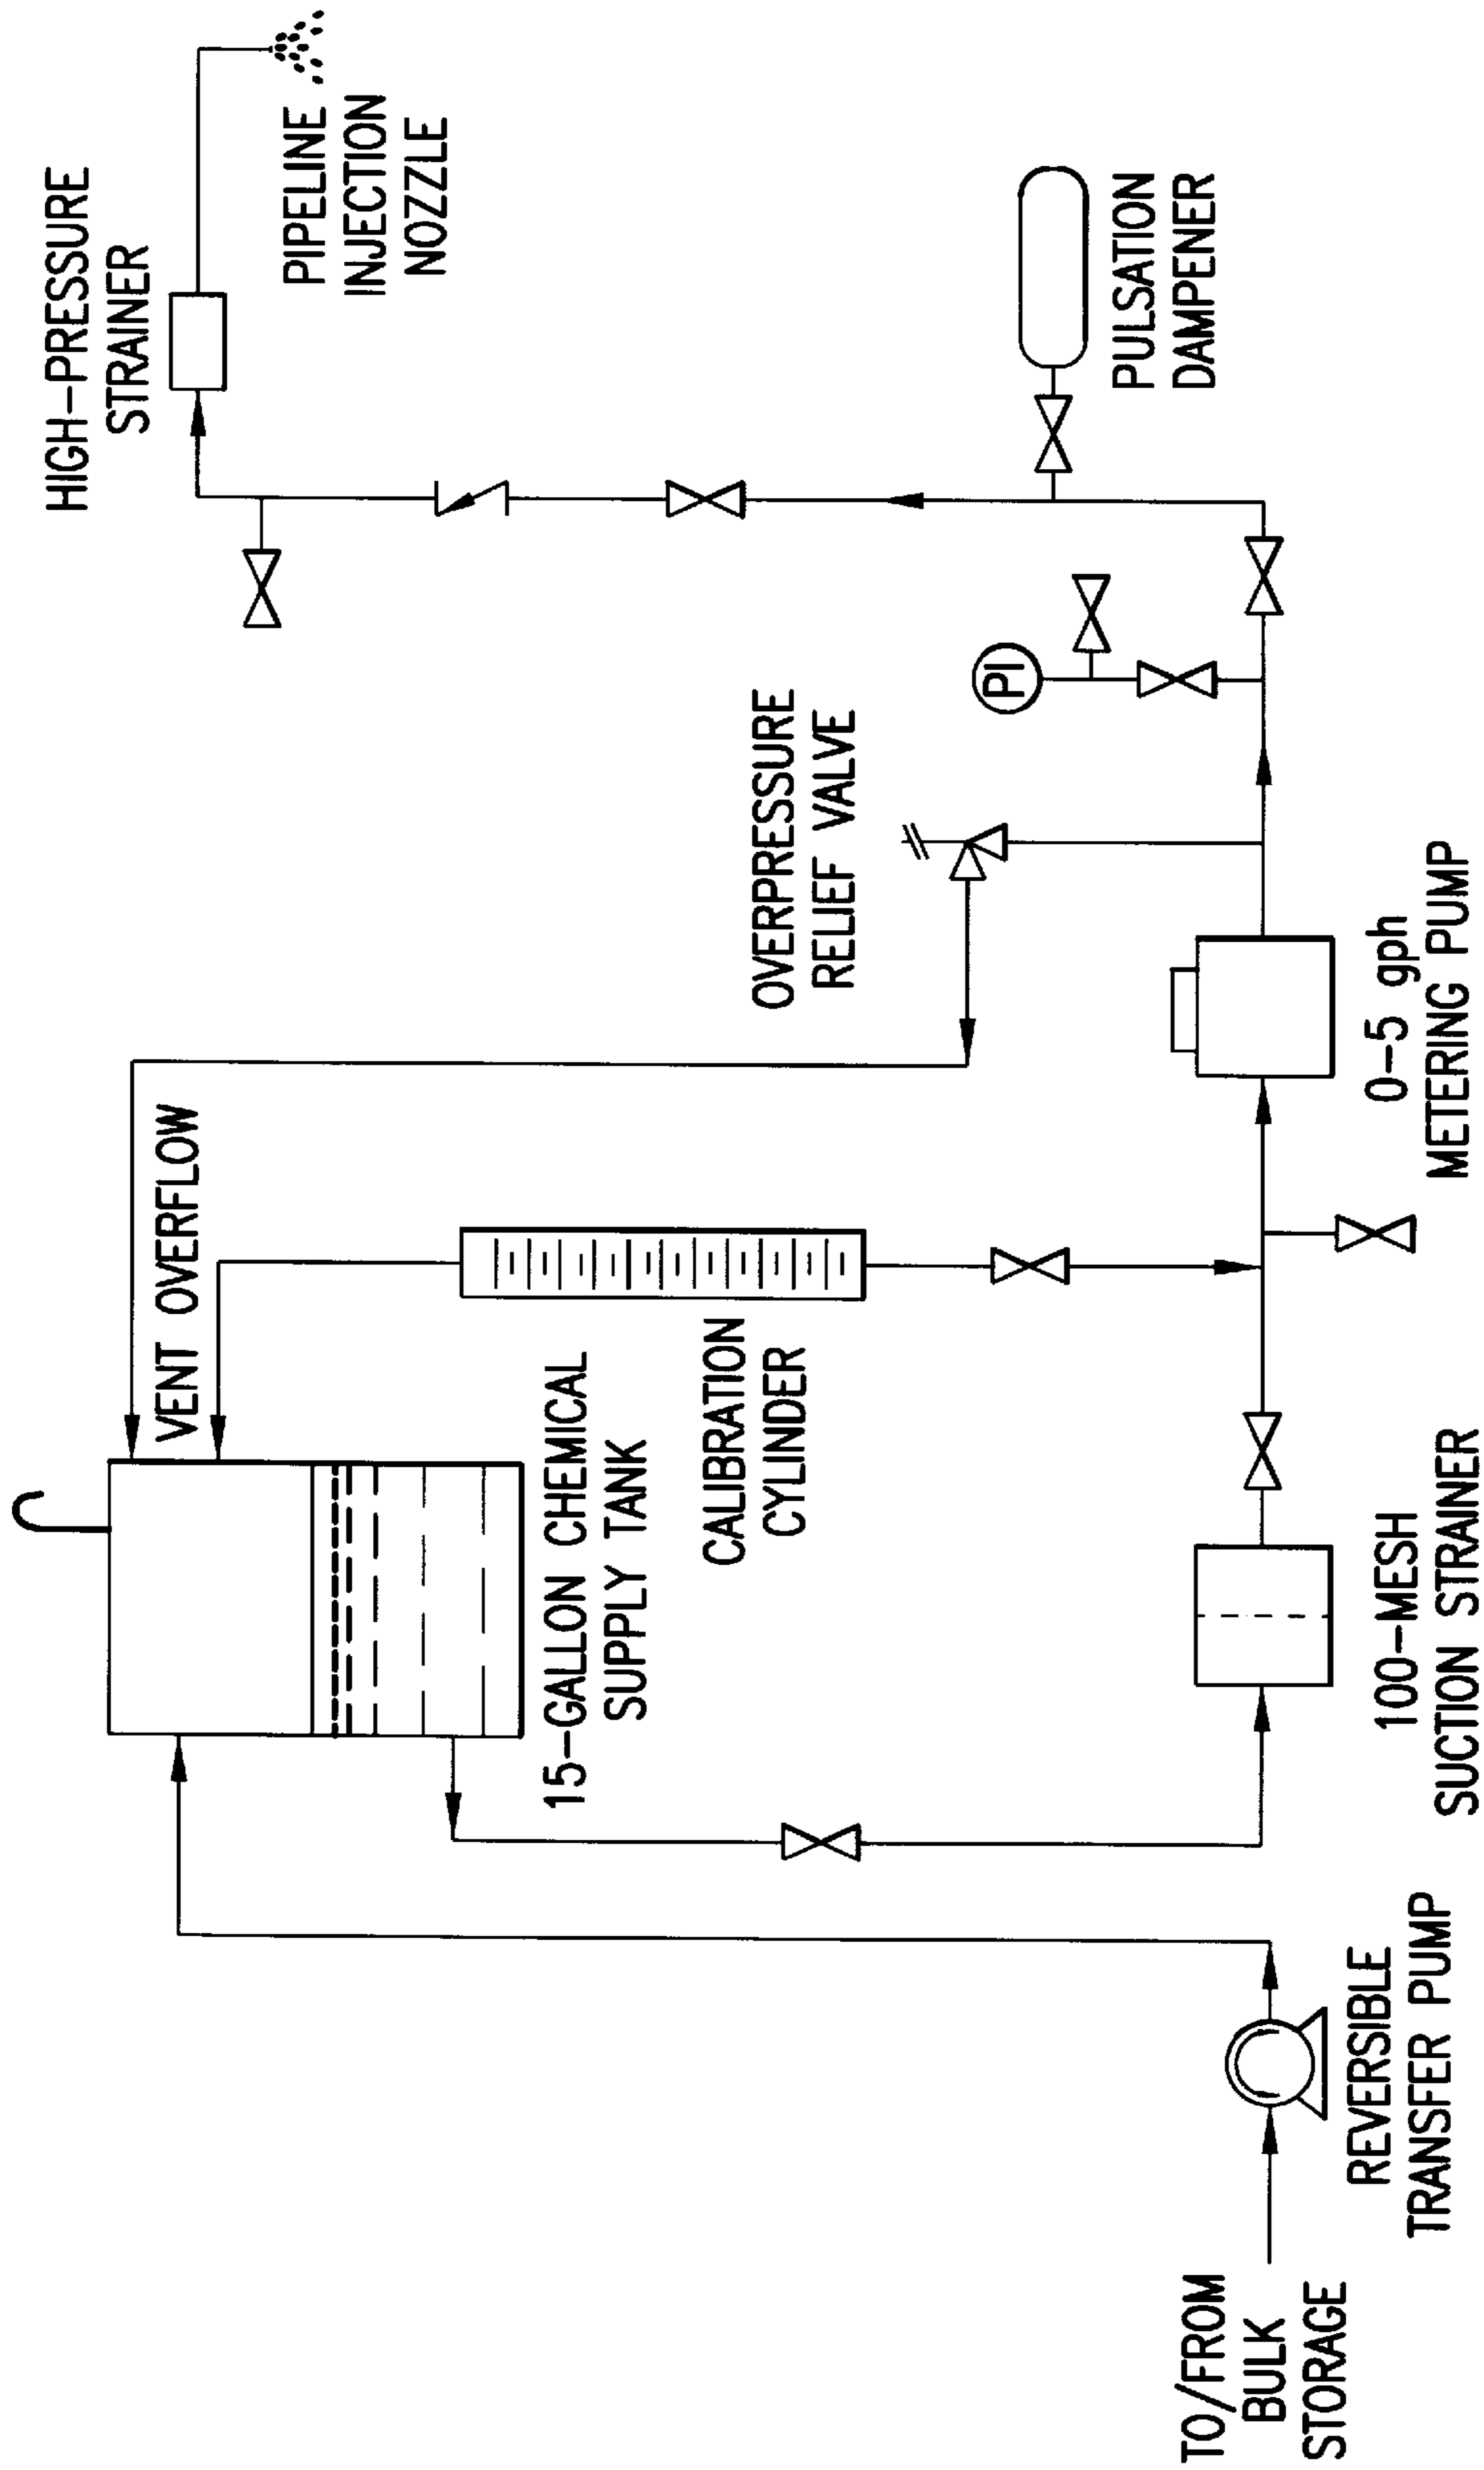 HIGH-PRESSURE
STRAINER
PIPELINE
INJECTION
NOZZLE
VENT OVERFLOW
OVERPRESSURE
RELIEF VALVE
PI
PULSATION
DAMPENER
15-GALLON CHEMICAL
SUPPLY TANK
CALIBRATION
CYLINDER
TO/FROM
BULK
STORAGE
REVERSIBLE
TRANSFER PUMP
100-MESH
SUCTION STRAINER
0-5 gph
METERING PUMP